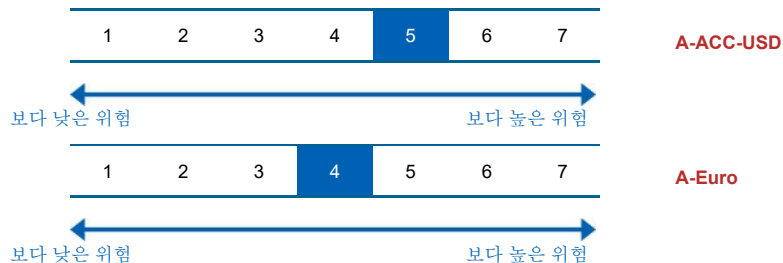 1 2 3 4 5 6 7 A-ACC-USD
보다 낮은 위험 보다 높은 위험
1 2 3 4 5 6 7 A-Euro
보다 낮은 위험 보다 높은 위험